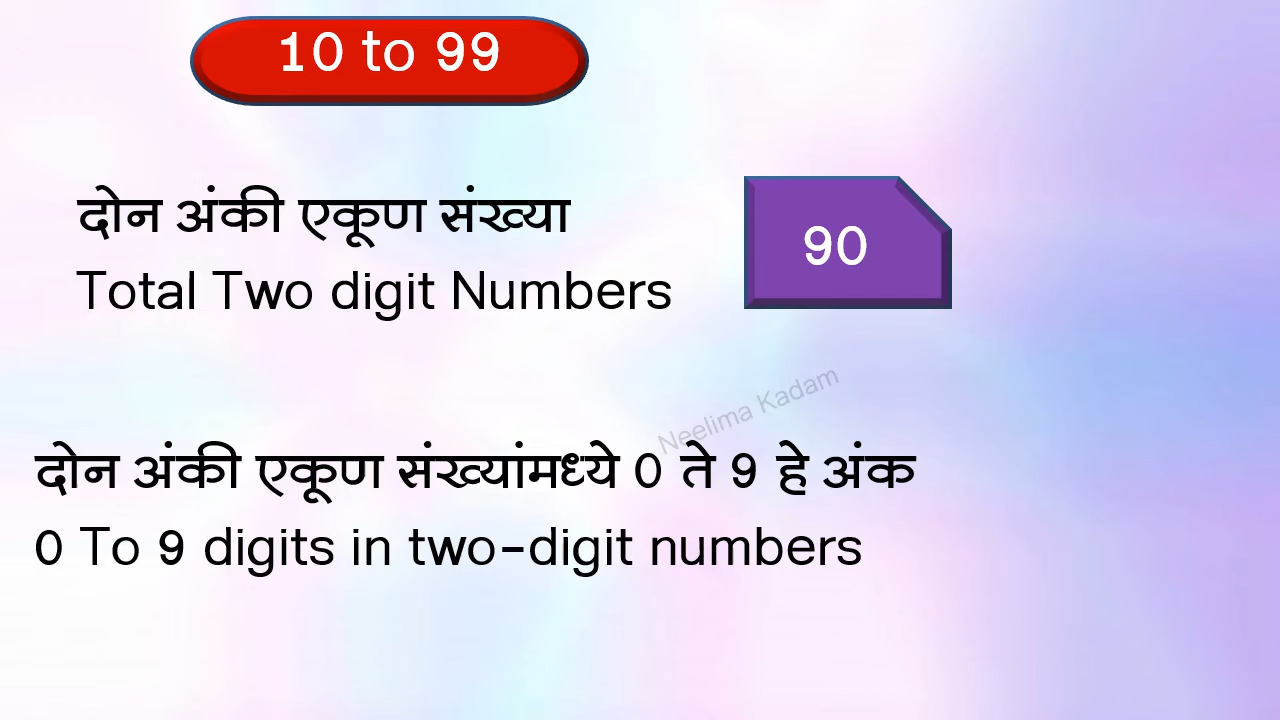 10 to 99
दोन अंकी एकूण संख्या
Total Two digit Numbers
90
Neelima Kadam
दोन अंकी एकूण संख्यांमध्ये 0 ते 9 हे अंक
0 To 9 digits in two-digit numbers